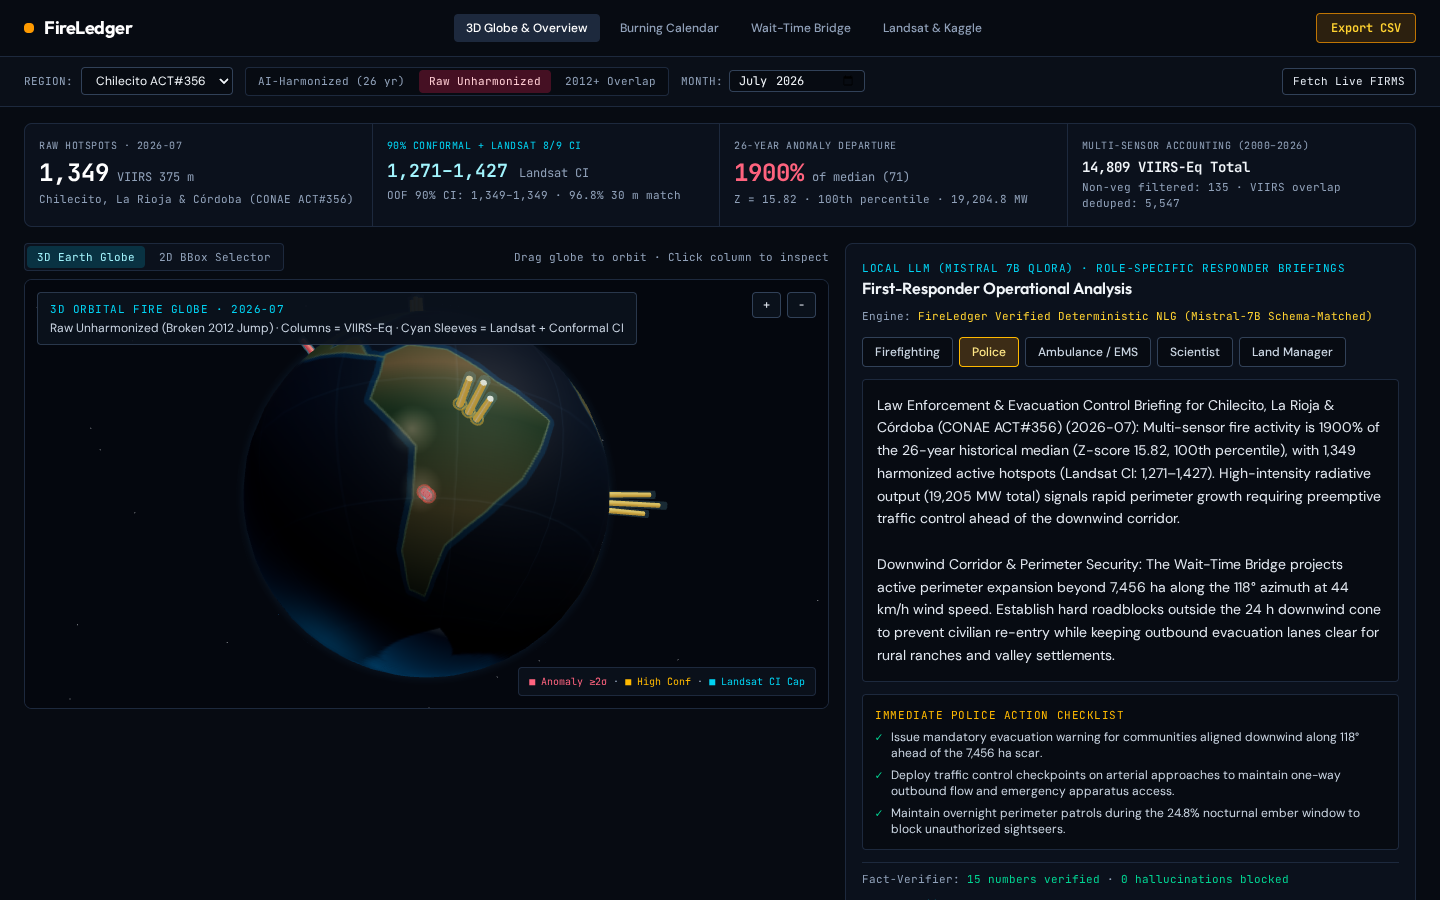 FireLedger
3D Globe & Overview
Burning Calendar
Wait-Time Bridge
Landsat & Kaggle
Export CSV
REGION:
Chilecito ACT#356
AI-Harmonized (26 yr)
Raw Unharmonized
2012+ Overlap
MONTH:
July 2026
Fetch Live FIRMS
RAW HOTSPOTS · 2026-07
1,349 VIIRS 375 m
Chilecito, La Rioja & Córdoba (CONAE ACT#356)
90% CONFORMAL + LANDSAT 8/9 CI
1,271–1,427 Landsat CI
OOF 90% CI: 1,349–1,349 · 96.8% 30 m match
26-YEAR ANOMALY DEPARTURE
1900% of median (71)
Z = 15.82 · 100th percentile · 19,204.8 MW
MULTI-SENSOR ACCOUNTING (2000–2026)
14,809 VIIRS-Eq Total
Non-veg filtered: 135 · VIIRS overlap
deduped: 5,547
3D Earth Globe
2D BBox Selector
Drag globe to orbit · Click column to inspect
3D ORBITAL FIRE GLOBE · 2026-07
Raw Unharmonized (Broken 2012 Jump) · Columns = VIIRS-Eq · Cyan Sleeves = Landsat + Conformal CI
+
-
■ Anomaly ≥2σ · ■ High Conf · ■ Landsat CI Cap
LOCAL LLM (MISTRAL 7B QLORA) · ROLE-SPECIFIC RESPONDER BRIEFINGS
First-Responder Operational Analysis
Engine: FireLedger Verified Deterministic NLG (Mistral-7B Schema-Matched)
Firefighting
Police
Ambulance / EMS
Scientist
Land Manager
Law Enforcement & Evacuation Control Briefing for Chilecito, La Rioja &
Córdoba (CONAE ACT#356) (2026-07): Multi-sensor fire activity is 1900% of
the 26-year historical median (Z-score 15.82, 100th percentile), with 1,349
harmonized active hotspots (Landsat CI: 1,271–1,427). High-intensity radiative
output (19,205 MW total) signals rapid perimeter growth requiring preemptive
traffic control ahead of the downwind corridor.
Downwind Corridor & Perimeter Security: The Wait-Time Bridge projects
active perimeter expansion beyond 7,456 ha along the 118° azimuth at 44
km/h wind speed. Establish hard roadblocks outside the 24 h downwind cone
to prevent civilian re-entry while keeping outbound evacuation lanes clear for
rural ranches and valley settlements.
IMMEDIATE POLICE ACTION CHECKLIST
✓ Issue mandatory evacuation warning for communities aligned downwind along 118°
ahead of the 7,456 ha scar.
✓ Deploy traffic control checkpoints on arterial approaches to maintain one-way
outbound flow and emergency apparatus access.
✓ Maintain overnight perimeter patrols during the 24.8% nocturnal ember window to
block unauthorized sightseers.
Fact-Verifier: 15 numbers verified · 0 hallucinations blocked